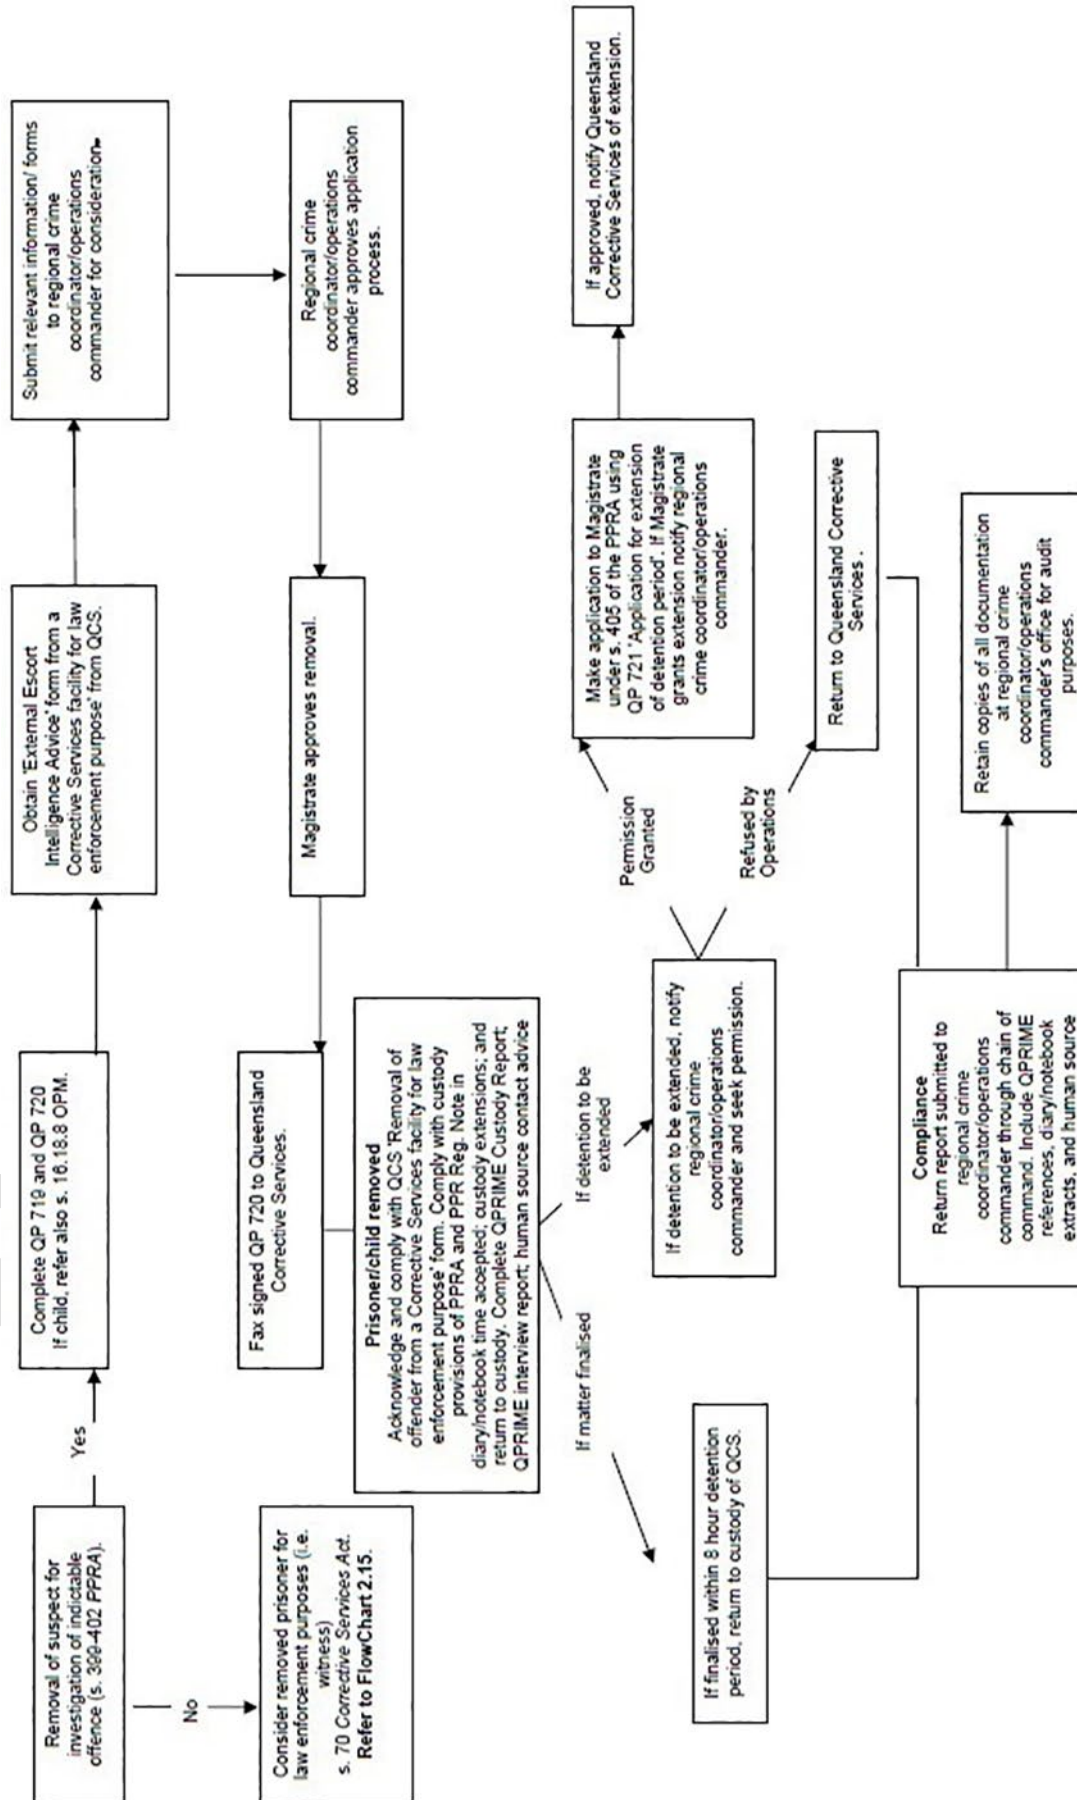 Removal of suspect for
investigation of indictable
offence (s. 399-402 PPRA).
Yes
Complete QP 719 and QP 720
If child, refer also s. 16.18.8 OPM.
Obtain 'External Escort
Intelligence Advice' form from a
Corrective Services facility for law
enforcement purpose' from QCS.
Submit relevant information/ forms
to regional crime
coordinator/operations
commander for consideration.
No
Consider removed prisoner for
law enforcement purposes (i.e.
witness)
s. 70 Corrective Services Act.
Refer to FlowChart 2.15.
Regional crime
coordinator/operations
commander approves application
process.
Magistrate approves removal.
Fax signed QP 720 to Queensland
Corrective Services.
Prisoner/child removed
Acknowledge and comply with QCS 'Removal of
offender from a Corrective Services facility for law
enforcement purpose' form. Comply with custody
provisions of PPRA and PPR Reg. Note in
diary/notebook time accepted; custody extensions; and
return to custody. Complete QPRIME Custody Report;
QPRIME interview report; human source contact advice
If matter finalised
If detention to be
extended
If finalised within 8 hour detention
period, return to custody of QCS.
If detention to be extended, notify
regional crime
coordinator/operations
commander and seek permission.
Permission
Granted
Refused by
Operations
Make application to Magistrate
under s. 405 of the PPRA using
QP 721 'Application for extension
of detention period'. If Magistrate
grants extension notify regional
crime coordinator/operations
commander.
If approved, notify Queensland
Corrective Services of extension.
Return to Queensland Corrective
Services .
Compliance
Return report submitted to
regional crime
coordinator/operations
commander through chain of
command. Include QPRIME
references, diary/notebook
extracts, and human source
Retain copies of all documentation
at regional crime
coordinator/operations
commander's office for audit
purposes.